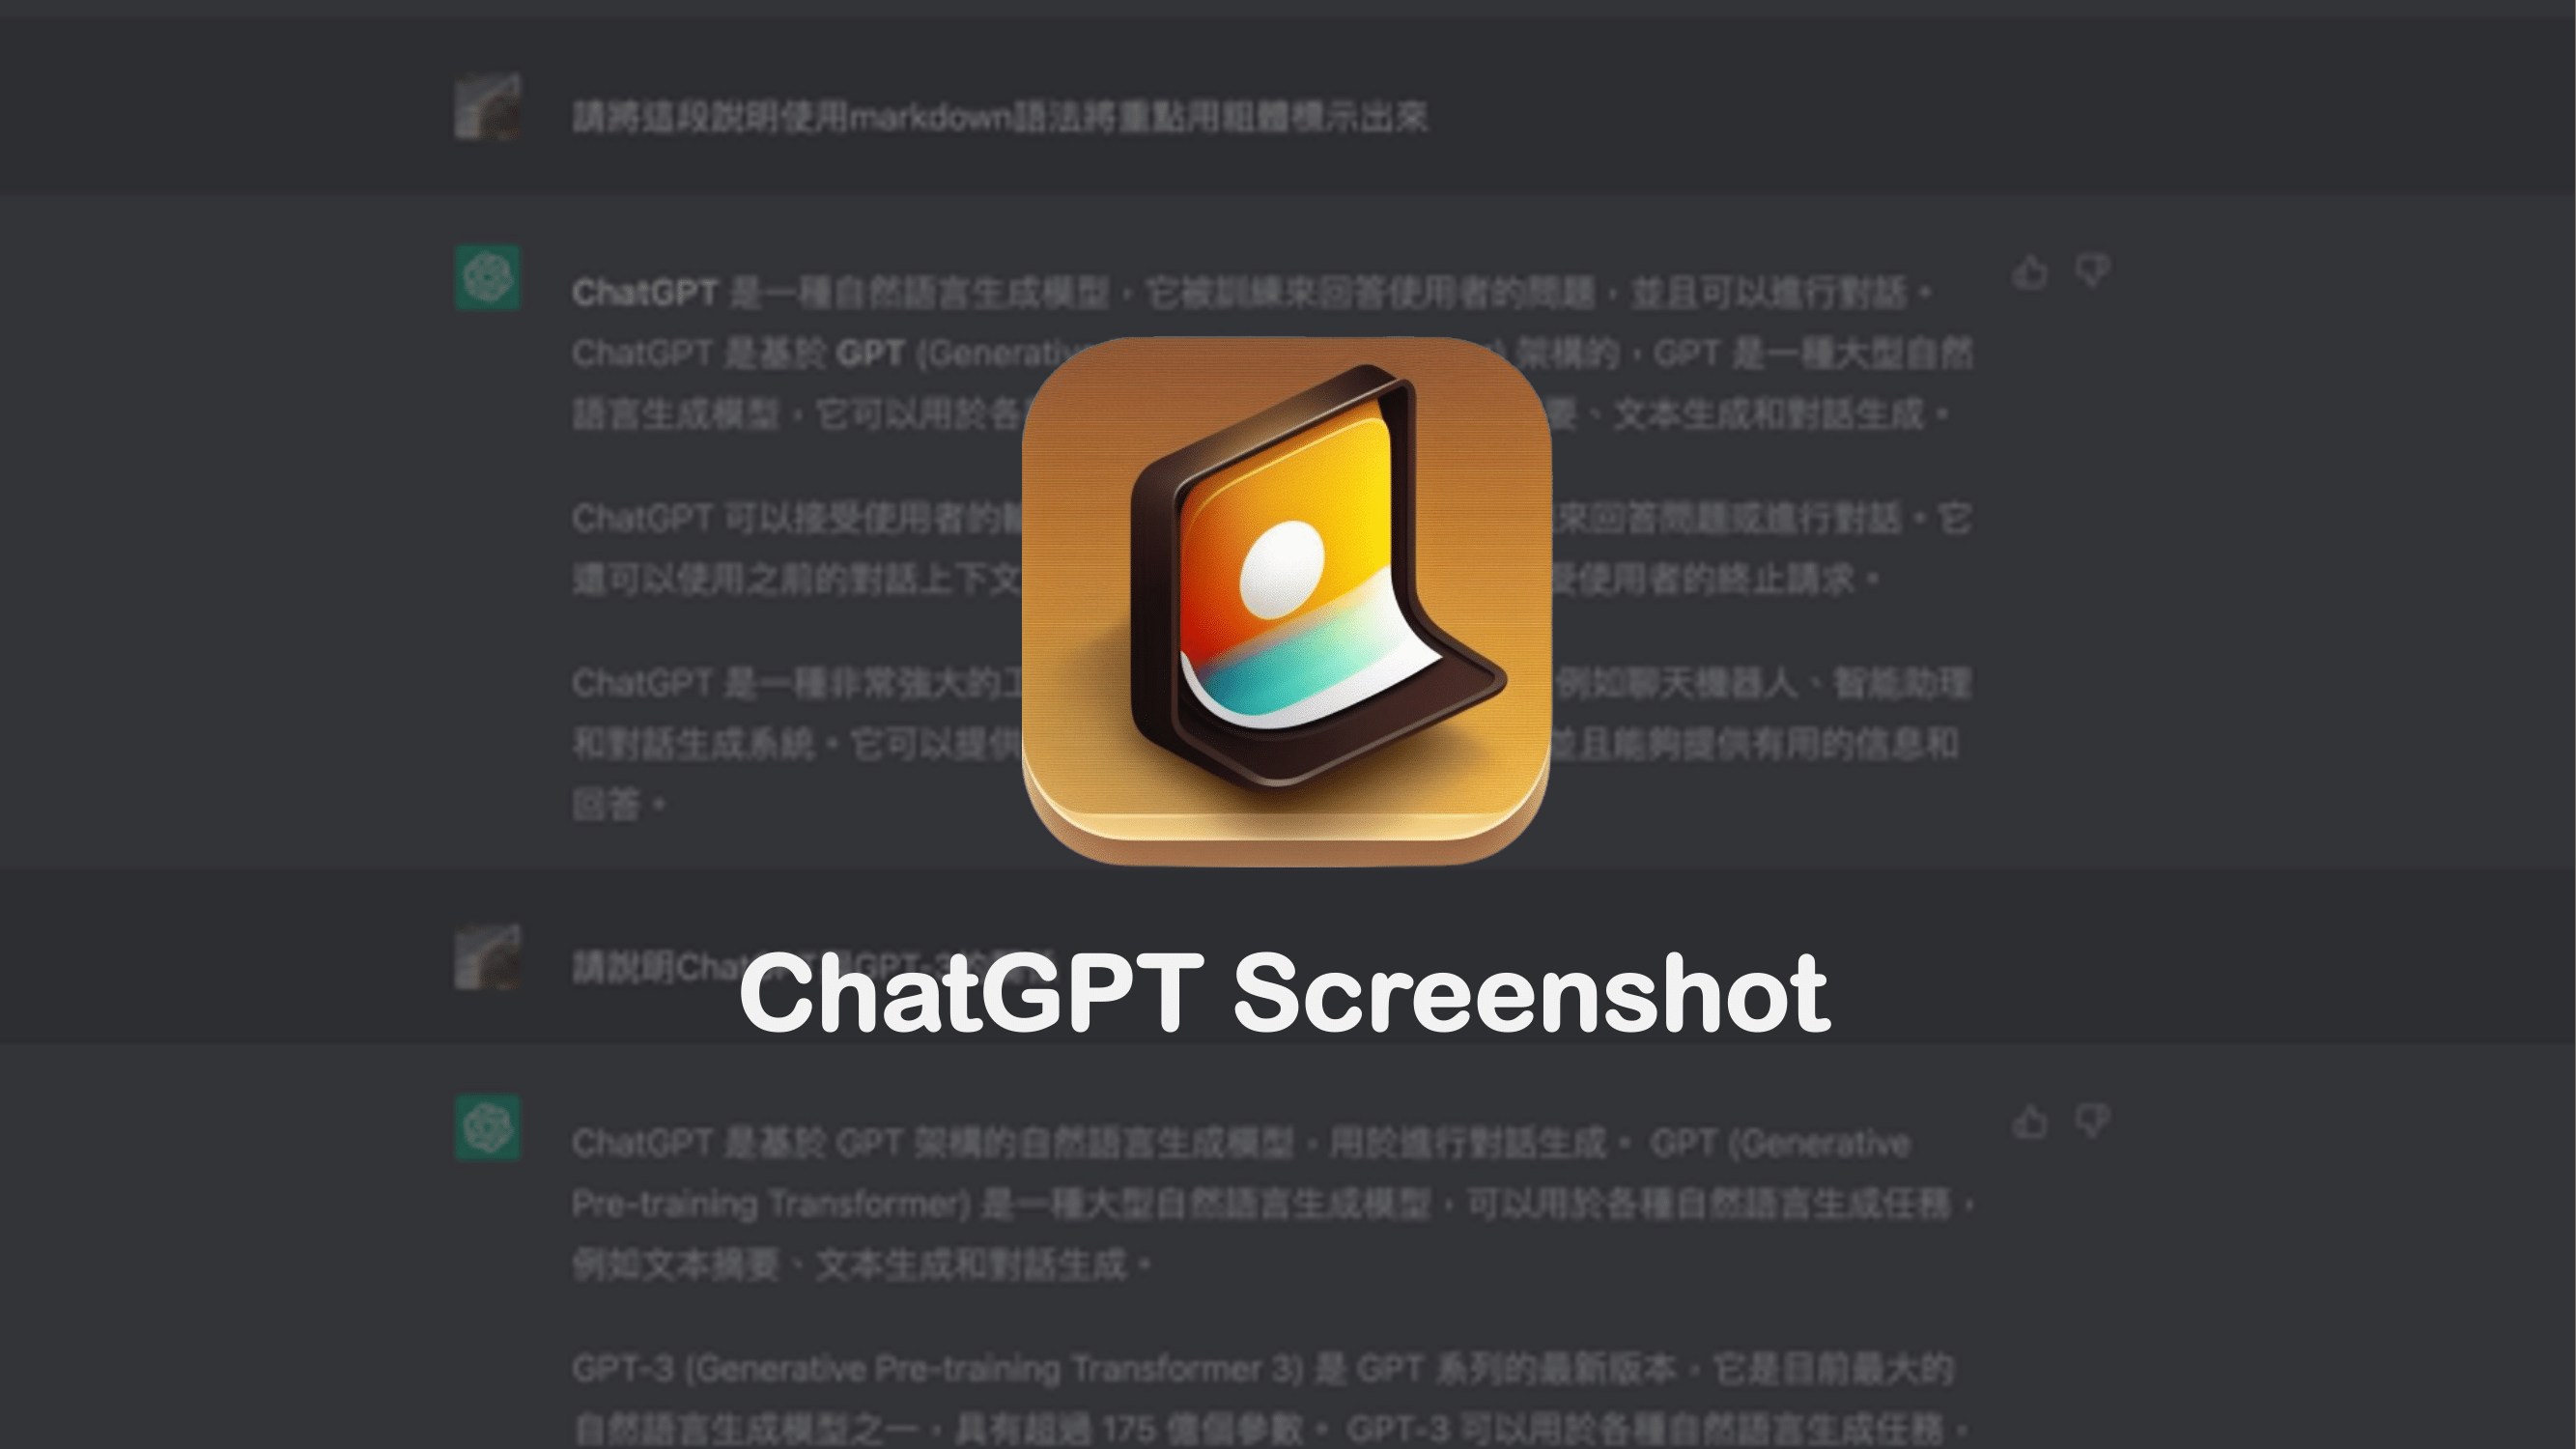 請將這段說明使用markdown語法將重點用粗體標示出來
ChatGPT 是一種自然語言生成模型，它被訓練來回答使用者的問題，並且可以進行對話。
ChatGPT 是基於 GPT (Generative
架構的，GPT 是一種大型自然
語言生成模型，它可以用於各
要、文本生成和對話生成。
ChatGPT 可以接受使用者的
來回答問題或進行對話。它
還可以使用之前的對話上下文
受使用者的終止請求。
ChatGPT 是一種非常強大的工
例如聊天機器人、智能助理
和對話生成系統。它可以提供
並且能夠提供有用的信息和
回答。
請說明
ChatGPT Screenshot
ChatGPT 是基於 GPT 架構的自然語言生成模型，用於進行對話生成。 GPT (Generative
Pre-training Transformer) 是一種大型自然語言生成模型，可以用於各種自然語言生成任務，
例如文本摘要、文本生成和對話生成。
GPT-3 (Generative Pre-training Transformer 3) 是 GPT 系列的最新版本，它是目前最大的
自然語言生成模型之一，具有超過 175 億個參數。 GPT-3 可以用於各種自然語言生成任務，